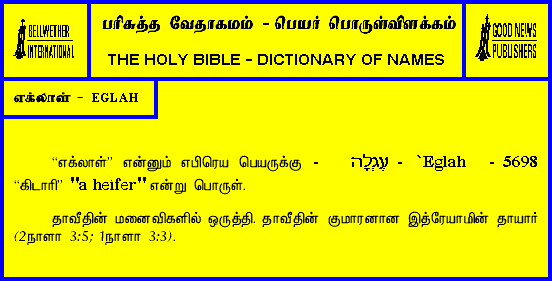 BELLWETHER
INTERNATIONAL
பரிசுத்த வேதாகமம் - பெயர் பொருள்விளக்கம்
THE HOLY BIBLE - DICTIONARY OF NAMES
GOOD NEWS
PUBLISHERS
எக்லாள் - EGLAH
“எக்லாள்” என்னும் எபிரெய பெயருக்கு - עֶגְלָה - `Eglah - 5698
“கிடாரி” "a heifer" என்று பொருள்.
தாவீதின் மனைவிகளில் ஒருத்தி. தாவீதின் குமாரனான இத்ரேயாமின் தாயார்
(2நாளா 3:5; 1நாளா 3:3).